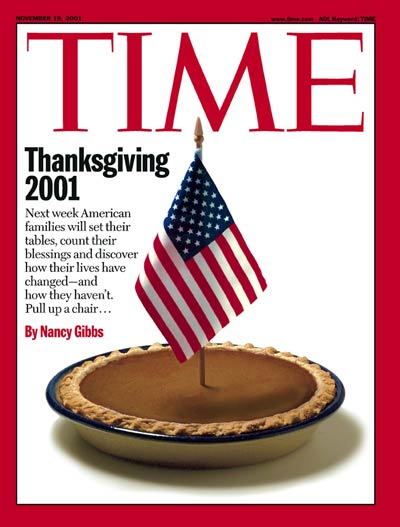 NOVEMBER 19, 2001
www.time.com AOL Keyword: TIME
TIME
Thanksgiving
2001
Next week American
families will set their
tables, count their
blessings and discover
how their lives have
changed—and
how they haven't.
Pull up a chair...
By Nancy Gibbs